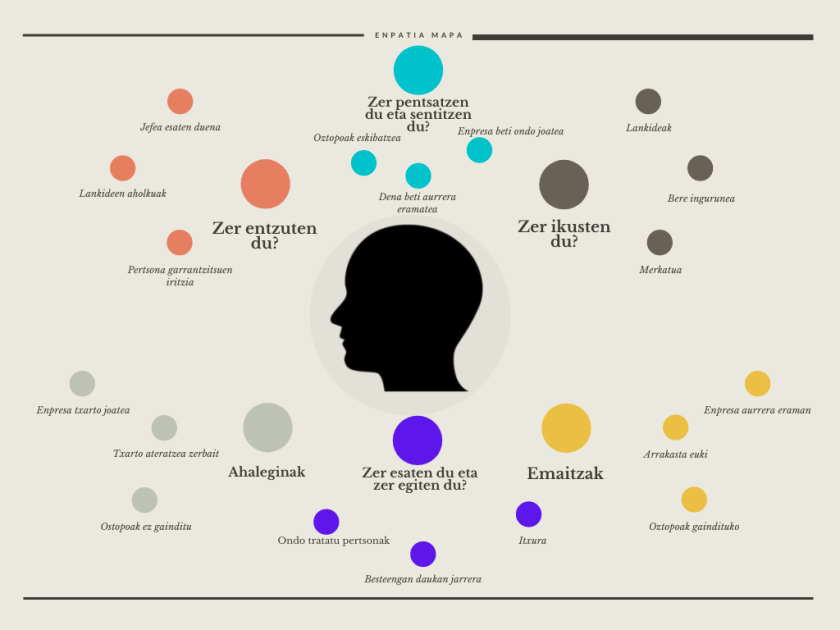 ENPATIA MAPA
Zer pentsatzen
du eta sentitzen
du?
Oztopoak eskibatzea
Enpresa beti ondo joatea
Dena beti aurrera
eramatea
Jefea esaten duena
Lankideen aholkuak
Zer entzuten
du?
Pertsona garrantzitsuen
iritzia
Lankideak
Bere ingurunea
Zer ikusten
du?
Merkatua
Enpresa txarto joatea
Txarto ateratzea zerbait
Ahaleginak
Ostopoak ez gainditu
Zer esaten du eta
zer egiten du?
Ondo tratatu pertsonak
Itxura
Besteengan daukan jarrera
Enpresa aurrera eraman
Arrakasta euki
Emaitzak
Oztopoak gaindituko